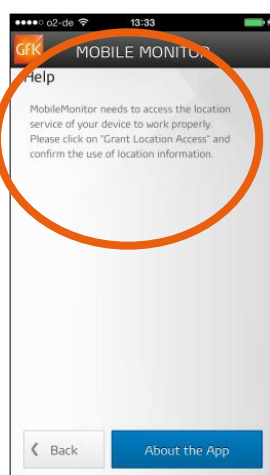 o2-de 13:33
GfK MOBILE MONITOR
Help
MobileMonitor needs to access the location
service of your device to work properly.
Please click on "Grant Location Access" and
confirm the use of location information.
Back About the App